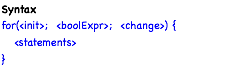 Syntax
for(<init>; <boolExpr>; <change>) {
<statements>
}